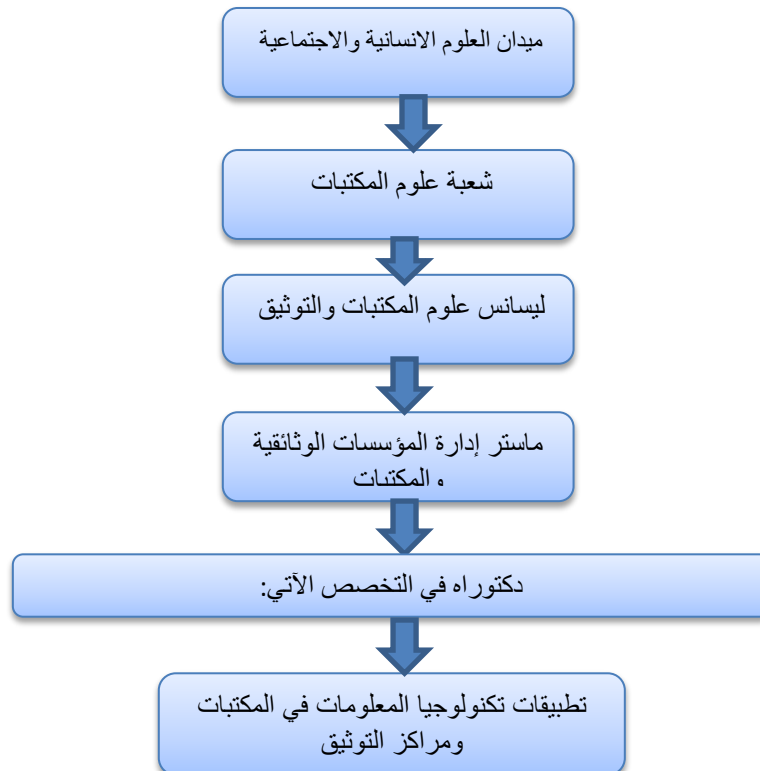 ميدان العلوم الانسانية والاجتماعية
شعبة علوم المكتبات
ليسانس علوم المكتبات والتوثيق
ماستر إدارة المؤسسات الوثائقية
والمكتبات
دكتوراه في التخصص الآتي:
تطبيقات تكنولوجيا المعلومات في المكتبات
ومراكز التوثيق